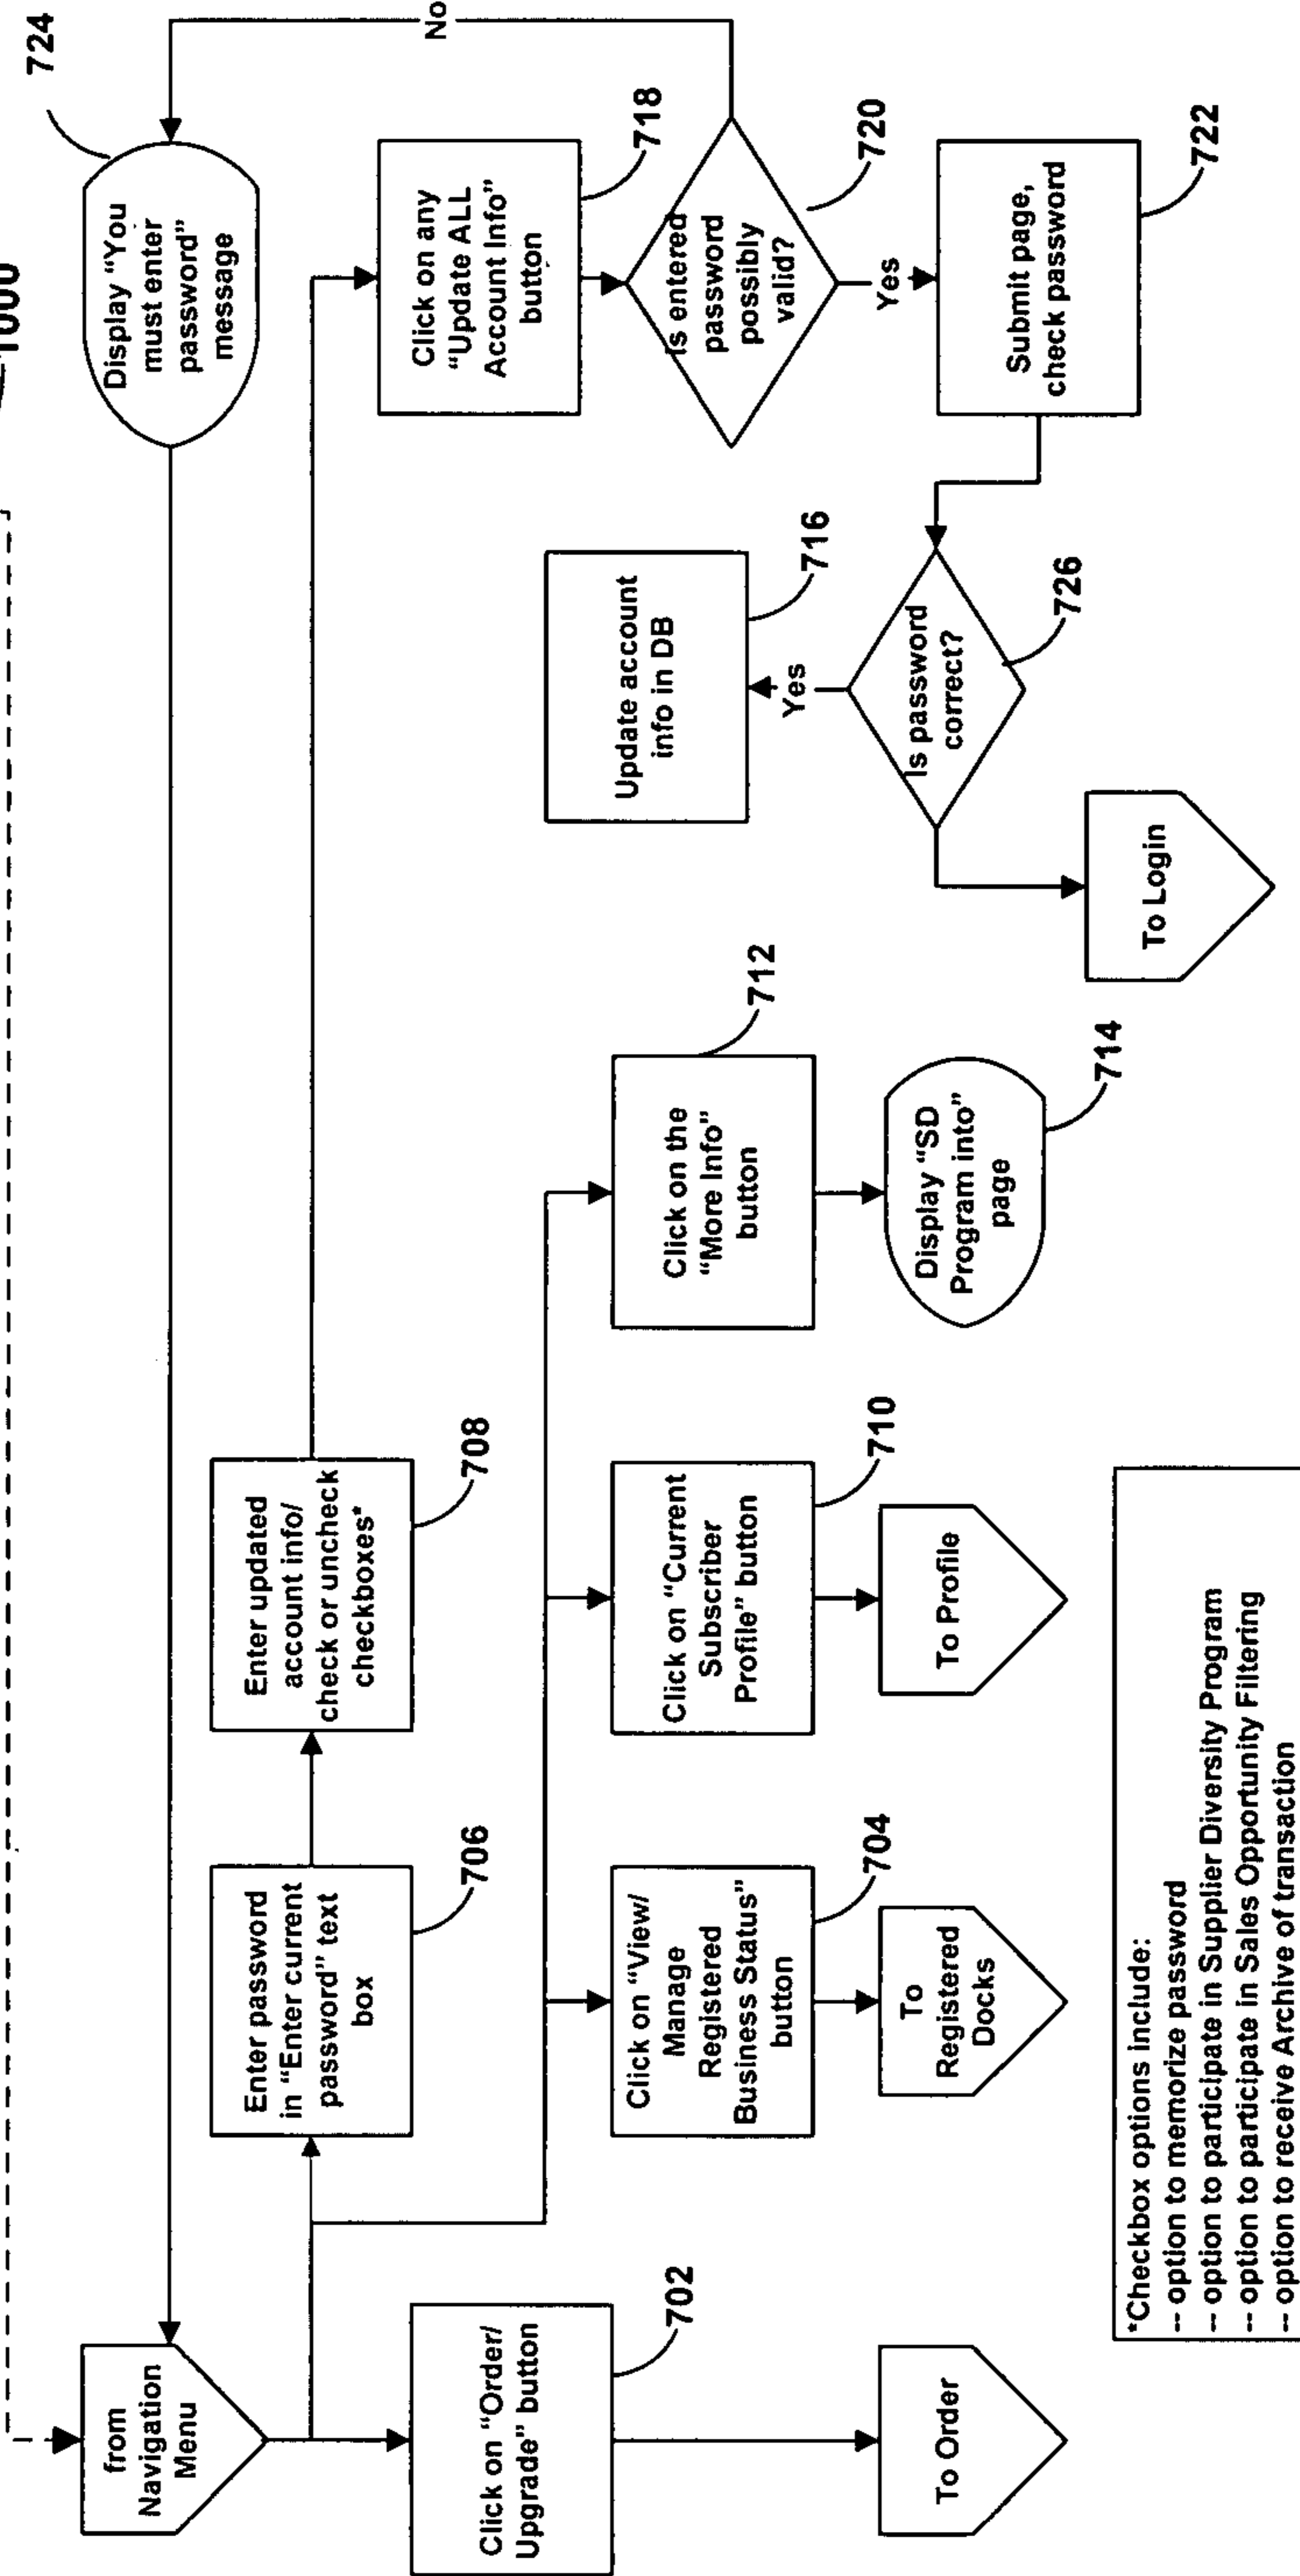 1000
724
from
Navigation
Menu
Display “You
must enter
password”
message
No
Enter password
in “Enter current
password” text
box
706
Enter updated
account info/
check or uncheck
checkboxes*
708
Click on any
“Update ALL
Account Info”
button
718
Click on “Order/
Upgrade” button
702
Click on “View/
Manage
Registered
Business Status”
button
704
Click on “Current
Subscriber
Profile” button
710
Click on the
“More Info”
button
712
Update account
info in DB
716
Is entered
password
possibly
valid?
720
Yes
Yes
Is password
correct?
726
Submit page,
check password
722
To Order
To
Registered
Docks
To Profile
Display “SD
Program into”
page
714
To Login
*Checkbox options include:
-- option to memorize password
-- option to participate in Supplier Diversity Program
-- option to participate in Sales Opportunity Filtering
-- option to receive Archive of transaction